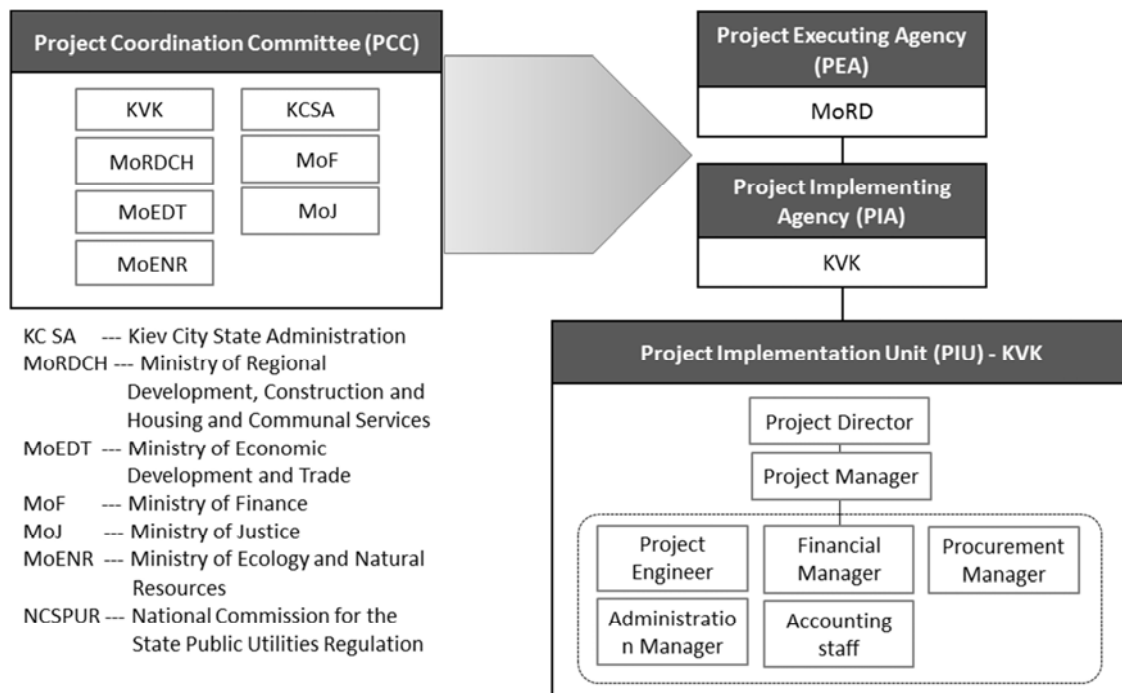 Project Coordination Committee (PCC)
KVK
KCSA
MoRDCH
MoF
MoEDT
MoJ
MoENR
KC SA --- Kiev City State Administration
MoRDCH --- Ministry of Regional
Development, Construction and
Housing and Communal Services
MoEDT --- Ministry of Economic
Development and Trade
MoF --- Ministry of Finance
MoJ --- Ministry of Justice
MoENR --- Ministry of Ecology and Natural
Resources
NCSPUR --- National Commission for the
State Public Utilities Regulation
Project Executing Agency
(PEA)
MoRD
Project Implementing
Agency (PIA)
KVK
Project Implementation Unit (PIU) - KVK
Project Director
Project Manager
Project
Engineer
Financial
Manager
Procurement
Manager
Administratio
n Manager
Accounting
staff